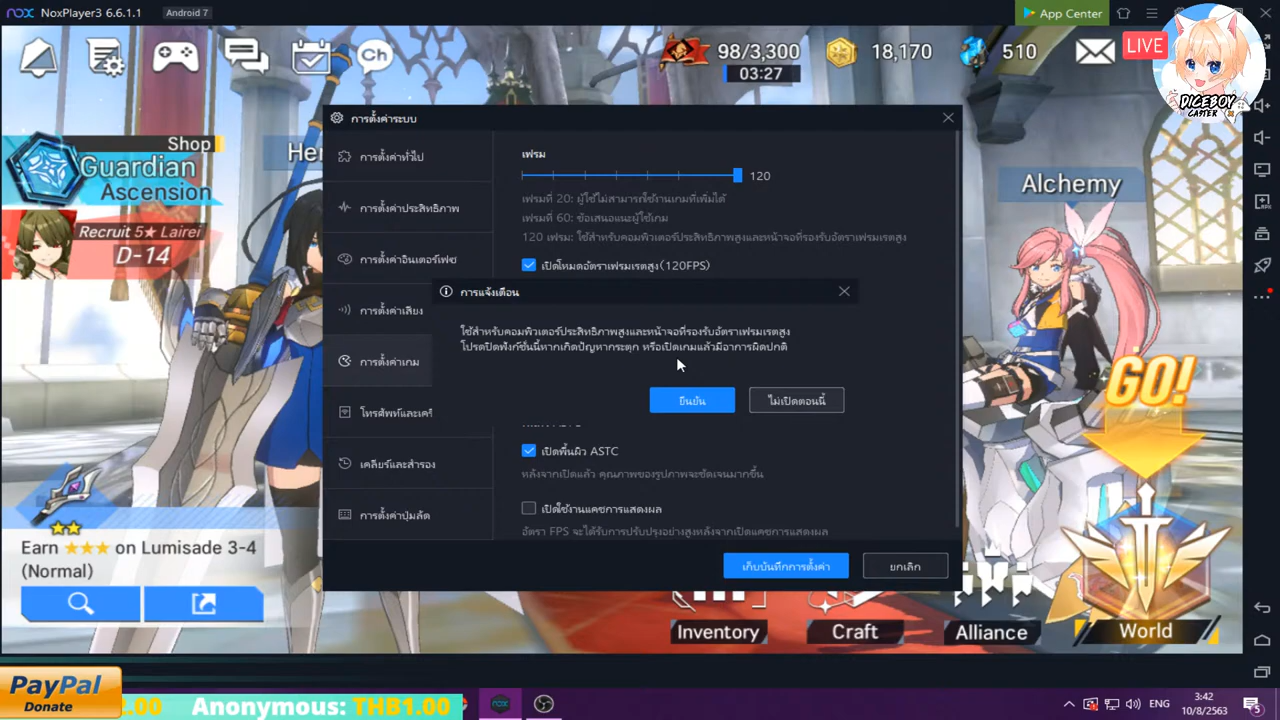 nox NoxPlayer3 6.6.1.1 Android 7 App Center
Ch
98/3,300
03:27
18,170
510
LIVE
DICEBOY
CASTER
Shop
Guardian
Ascension
Recruit 5★ Lairei
D-14
Earn ★★★ on Lumisade 3-4
(Normal)
การตั้งค่าระบบ
การตั้งค่าทั่วไป
การตั้งค่าประสิทธิภาพ
การตั้งค่าอินเตอร์เฟซ
การตั้งค่าเสียง
การตั้งค่าเกม
โทรศัพท์และเครื
เคลียร์และสำรอง
การตั้งค่าปุ่มลัด
เฟรม
120
เฟรมที่ 20: ผู้ใช้ไม่สามารถใช้งานเกมที่เพิ่มได้
เฟรมที่ 60: ข้อเสนอแนะผู้ใช้เกม
120 เฟรม: ใช้สำหรับคอมพิวเตอร์ประสิทธิภาพสูงและหน้าจอที่รองรับอัตราเฟรมเรตสูง
เปิดโหมดอัตราเฟรมเรตสูง(120FPS)
การแจ้งเตือน
ใช้สำหรับคอมพิวเตอร์ประสิทธิภาพสูงและหน้าจอที่รองรับอัตราเฟรมเรตสูง
โปรดปิดฟังก์ชั่นนี้หากเกิดปัญหากระตุก หรือเปิดเกมแล้วมีอาการผิดปกติ
ยืนยัน
ไม่เปิดตอนนี้
เปิดพื้นผิว ASTC
หลังจากเปิดแล้ว คุณภาพของรูปภาพจะชัดเจนมากขึ้น
เปิดใช้งานแคชการแสดงผล
อัตรา FPS จะได้รับการปรับปรุงอย่างสูงหลังจากเปิดแคชการแสดงผล
เก็บบันทึกการตั้งค่า
ยกเลิก
Alchemy
GO!
Inventory
Craft
Alliance
World
PayPal
Donate
.00 Anonymous: THB1.00
nox
ENG
3:42
10/8/2563
5